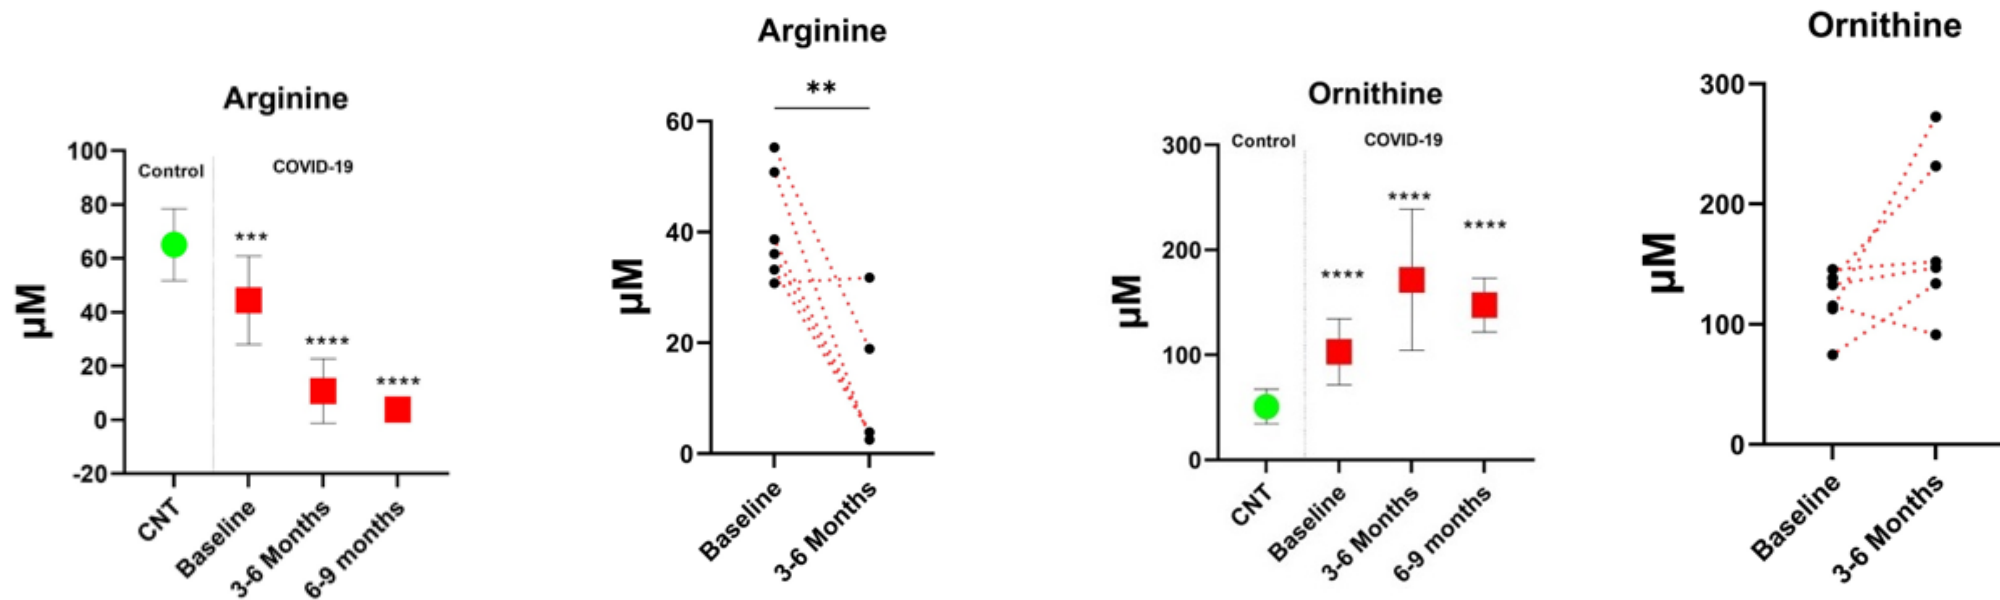 Arginine
Control
COVID-19
***
****
****
100
80
60
40
20
0
-20
µM
CNT
Baseline
3-6 Months
6-9 months
Arginine
**
60
40
20
0
µM
Baseline
3-6 Months
Ornithine
Control
COVID-19
****
****
****
300
200
100
0
µM
CNT
Baseline
3-6 Months
6-9 months
Ornithine
300
200
100
0
µM
Baseline
3-6 Months